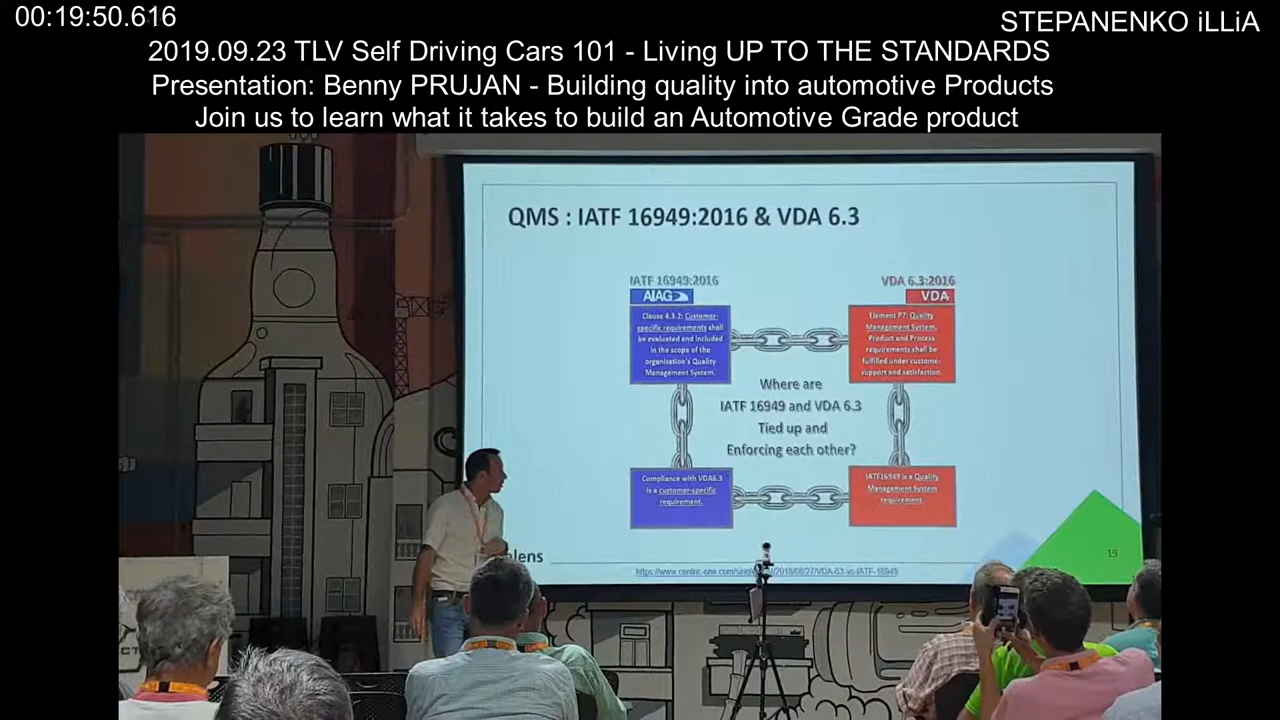 00:19:50.616
STEPANENKO iLLiA
2019.09.23 TLV Self Driving Cars 101 - Living UP TO THE STANDARDS
Presentation: Benny PRUJAN - Building quality into automotive Products
Join us to learn what it takes to build an Automotive Grade product
QMS : IATF 16949:2016 & VDA 6.3
IATF 16949:2016
AIAG
Clause 4.3.2: Customer-
specific requirements shall
be evaluated and included
in the scope of the
organization's Quality
Management System.
VDA 6.3:2016
VDA
Element P7: Quality
Management System.
Product and Process
requirements shall be
fulfilled under customer
support and satisfaction.
Where are
IATF 16949 and VDA 6.3
Tied up and
Enforcing each other?
Compliance with VDA6.3
is a customer-specific
requirement.
IATF16949 is a Quality
Management System
requirement.
lens
19